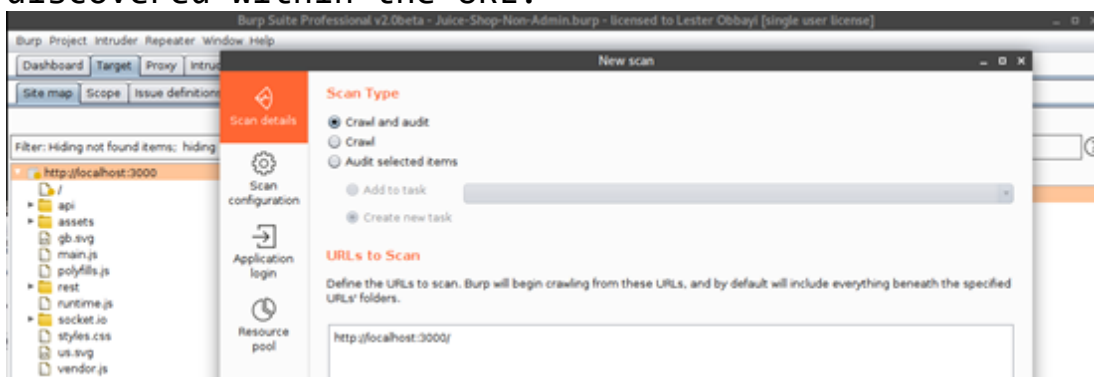 discovered within the URL.
Burp Suite Professional v2.0beta - Juice-Shop-Non-Admin.burp - licensed to Lester Obbayi [single user license]
Burp Project Intruder Repeater Window Help
Dashboard Target Proxy
New scan
Site map Scope Issue definitions
Scan details
Scan Type
Crawl and audit
Crawl
Audit selected items
Add to task
Create new task
Filter: Hiding not found items; hiding
http://localhost:3000
/
api
assets
gb.svg
main.js
polyfills.js
rest
runtime.js
socket.io
styles.css
us.svg
vendor.js
Scan
configuration
Application
login
Resource
pool
URLs to Scan
Define the URLs to scan. Burp will begin crawling from these URLs, and by default will include everything beneath the specified
URLs' folders.
http://localhost:3000/